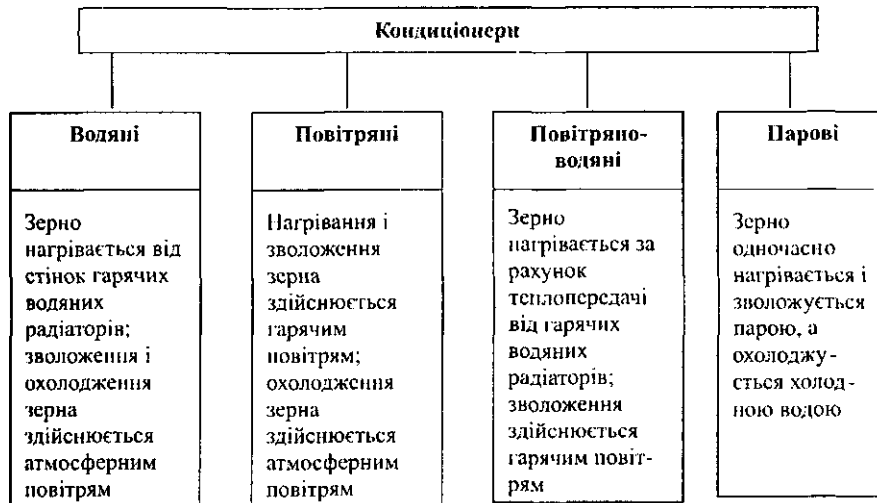 Кондиціонери
Водяні
Зерно
нагрівається від
стінок гарячих
водяних
радіаторів;
зволоження і
охолодження
зерна
здійснюється
атмосферним
повітрям
Повітряні
Нагрівання і
зволоження
зерна
здійснюється
гарячим
повітрям;
охолодження
зерна
здійснюється
атмосферним
повітрям
Повітряно-
водяні
Зерно
нагрівається за
рахунок
теплопередачі
від гарячих
водяних
радіаторів;
зволоження
здійснюється
гарячим повіт-
рям
Парові
Зерно
одночасно
нагрівається і
зволожується
парою, а
охолоджу-
ється холод-
ною водою